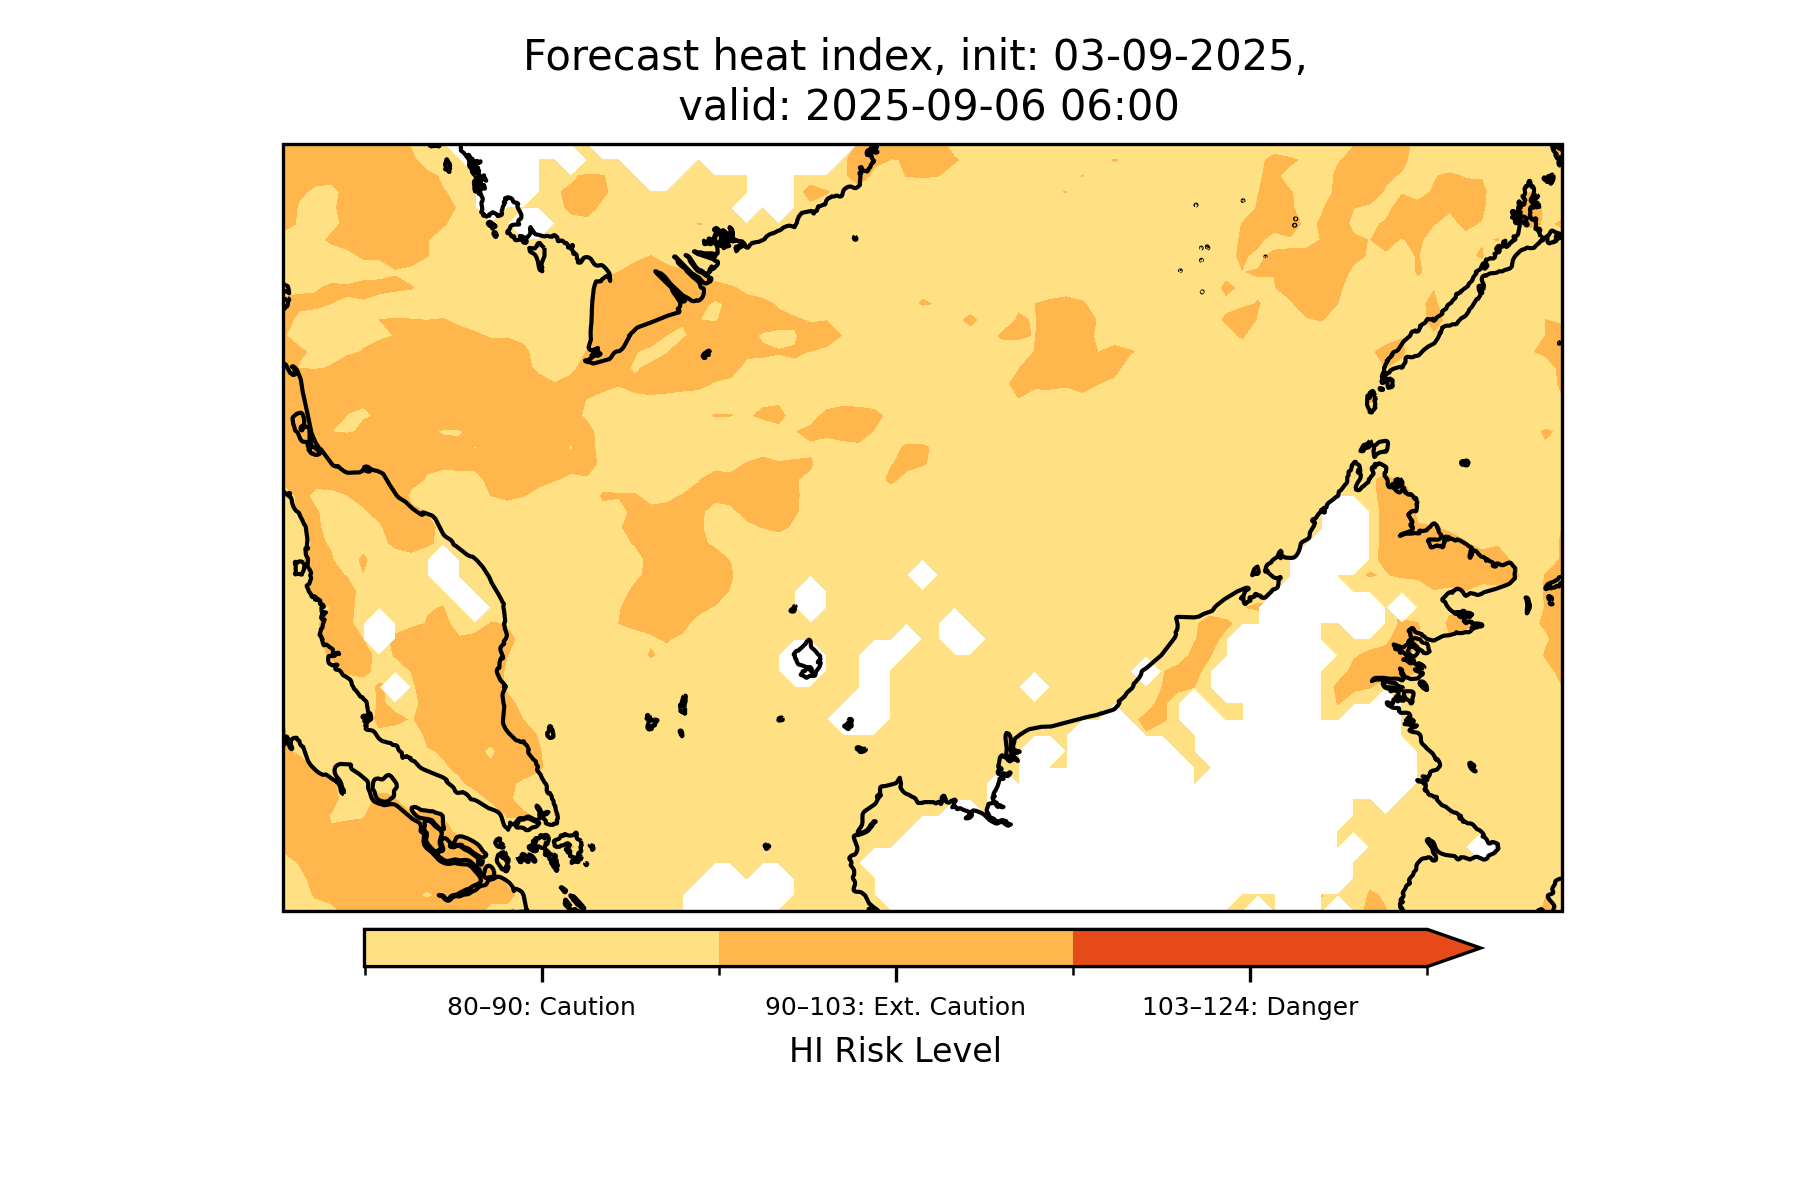 Forecast heat index, init: 03-09-2025,
valid: 2025-09-06 06:00
80–90: Caution
90–103: Ext. Caution
103–124: Danger
HI Risk Level